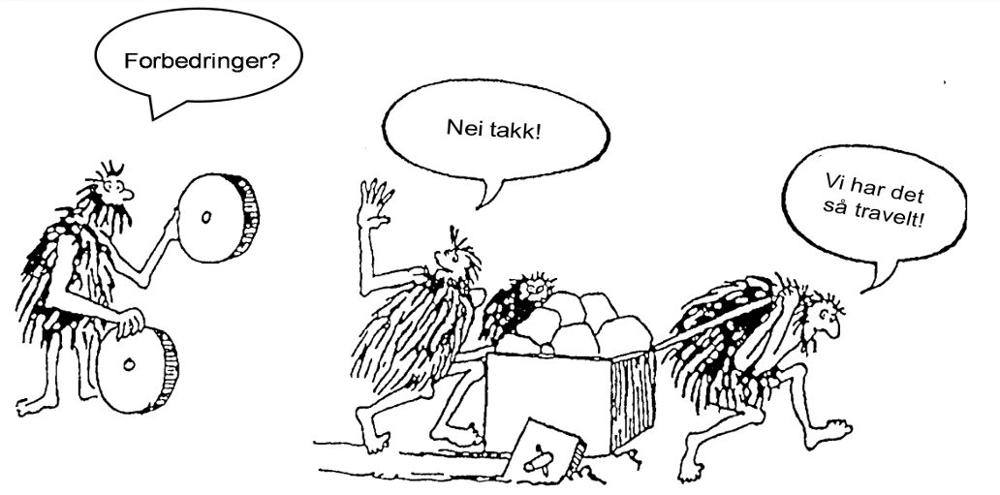 Forbedringer?
Nei takk!
Vi har det
så travelt!